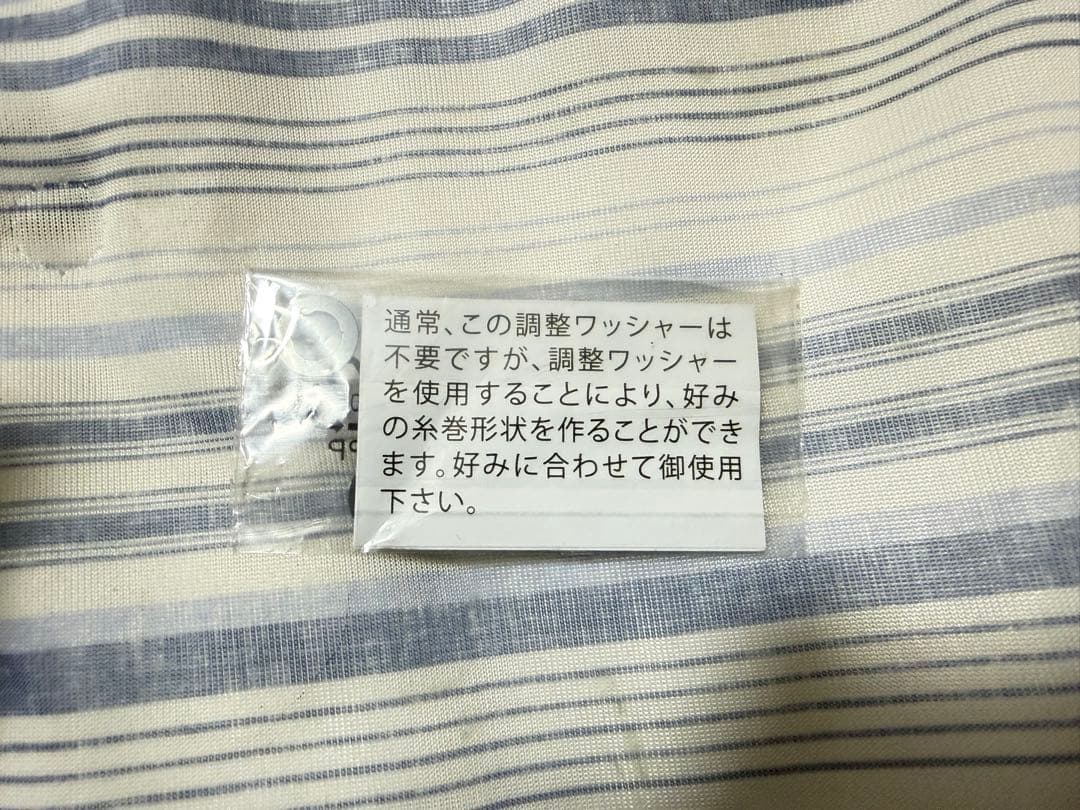 通常、この調整ワッシャーは
不要ですが、調整ワッシャー
を使用することにより、好み
の糸巻形状を作ることができ
ます。好みに合わせて御使用
下さい。